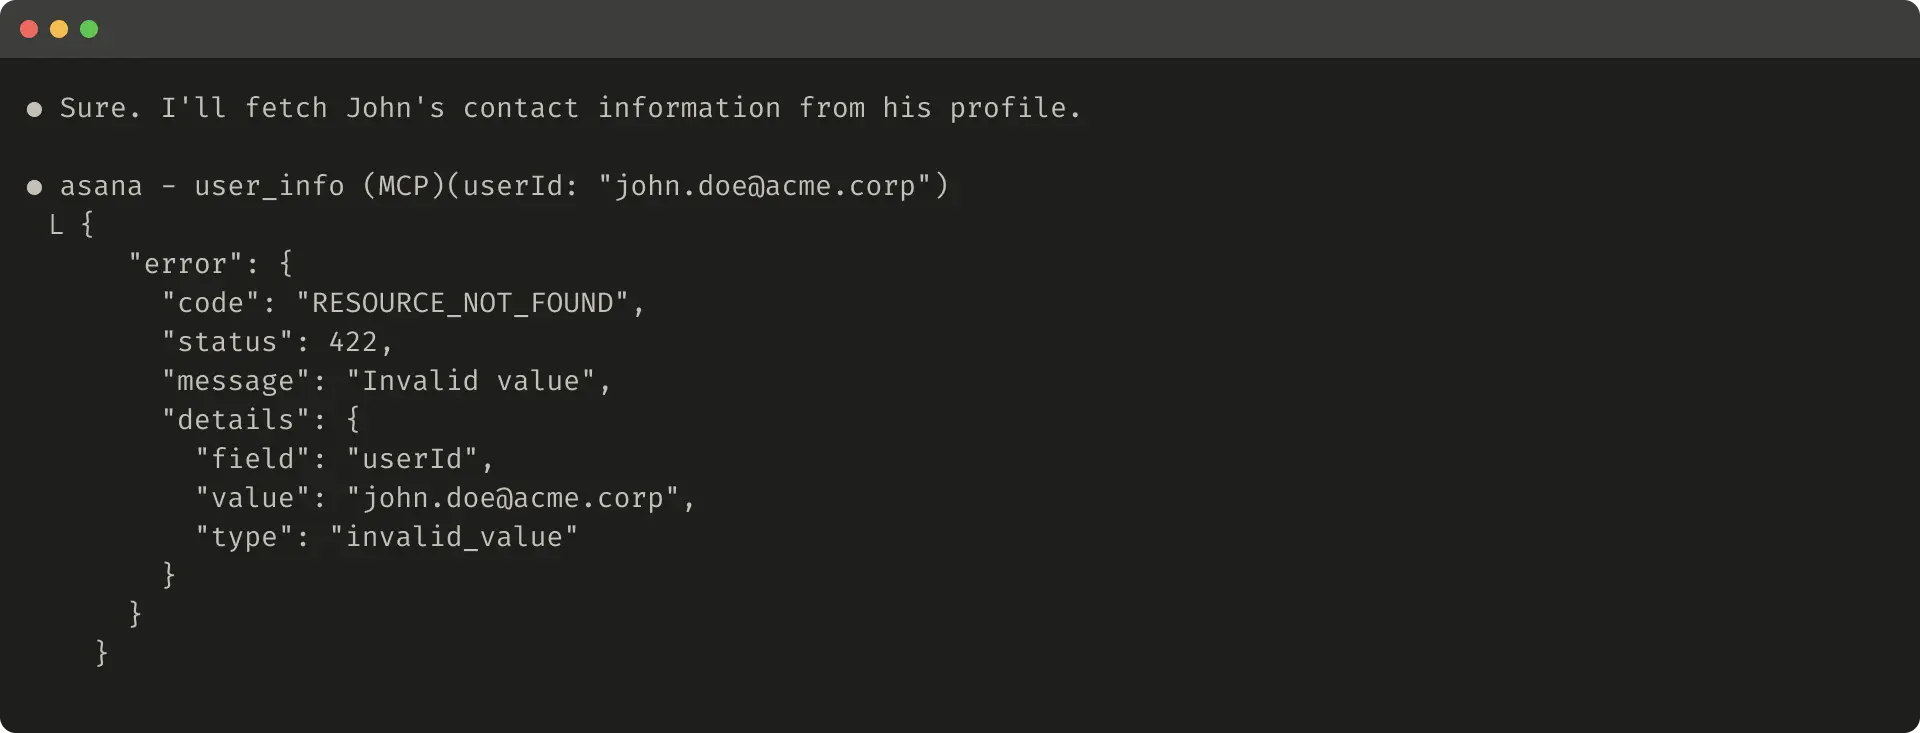 ● Sure. I'll fetch John's contact information from his profile.
● asana - user_info (MCP)(userId: "john.doe@acme.corp")
└ {
"error": {
"code": "RESOURCE_NOT_FOUND",
"status": 422,
"message": "Invalid value",
"details": {
"field": "userId",
"value": "john.doe@acme.corp",
"type": "invalid_value"
}
}
}